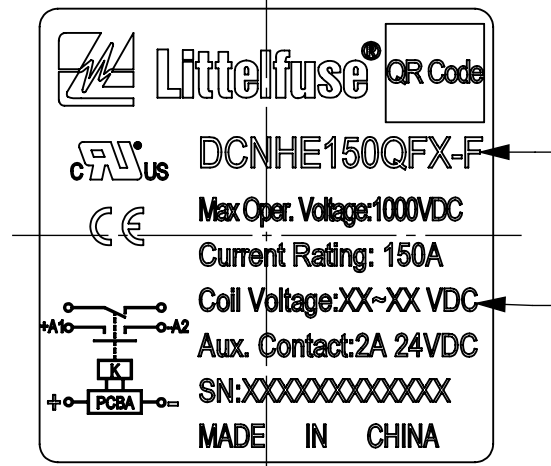 Littelfuse®
QR Code
c RU US
DCNHE150QFX-F
CE
Max Oper. Voltage:1000VDC
Current Rating: 150A
Coil Voltage:XX~XX VDC
+A1 -A2
Aux. Contact:2A 24VDC
K
SN:XXXXXXXXXXXX
+ PCBA -
MADE IN CHINA